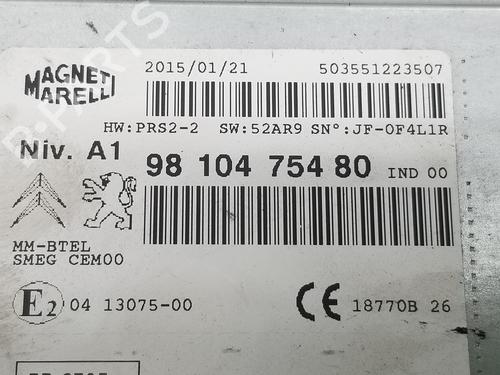 MAGNETI MARELLI
2015/01/21 503551223507
HW:PRS2-2 SW:52AR9 SN°:JF-0F4L1R
Niv. A1 98 104 754 80 IND 00
MM-BTEL
SMEG CEM00
E2 04 13075-00 CE 18770B 26